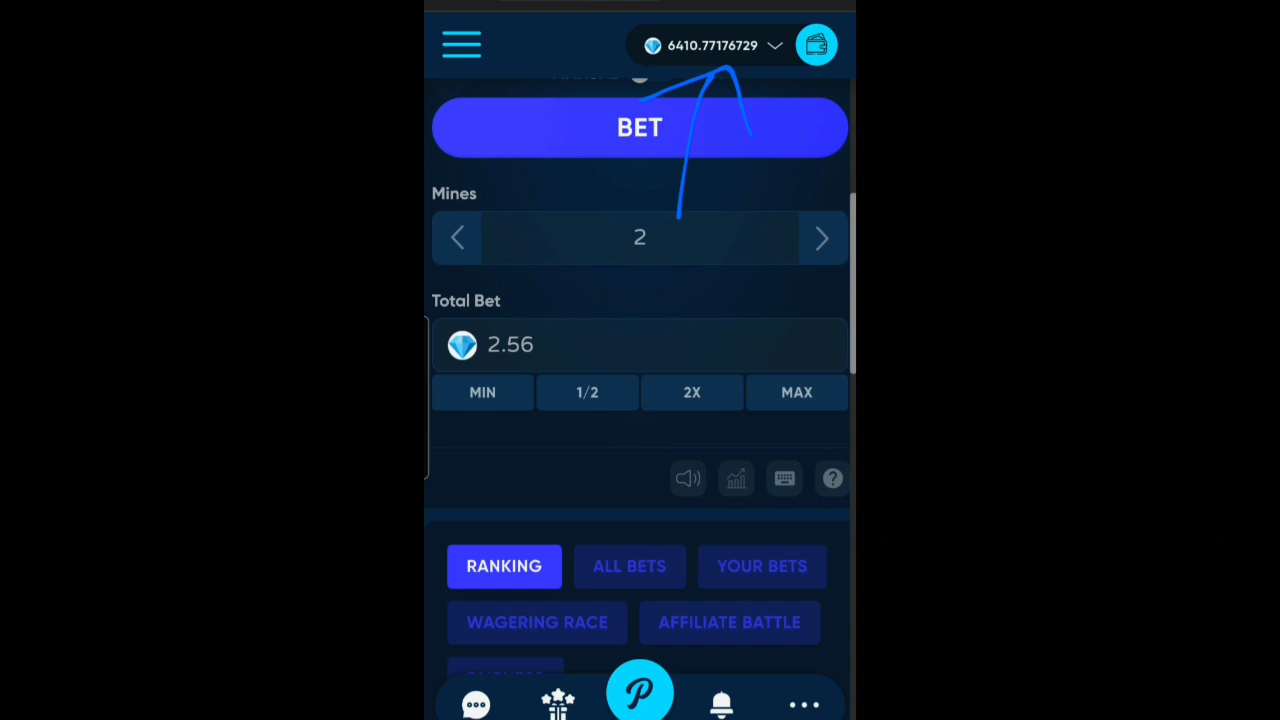 6410.77176729
BET
Mines
2
Total Bet
2.56
MIN 1/2 2X MAX
RANKING ALL BETS YOUR BETS
WAGERING RACE AFFILIATE BATTLE